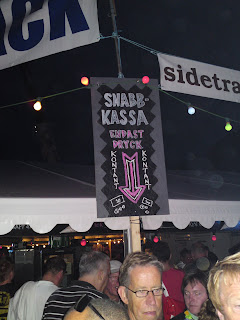 CK
sidetra
SNABB-
KASSA
ENDAST
DRYCK
KONTANT
KONTANT